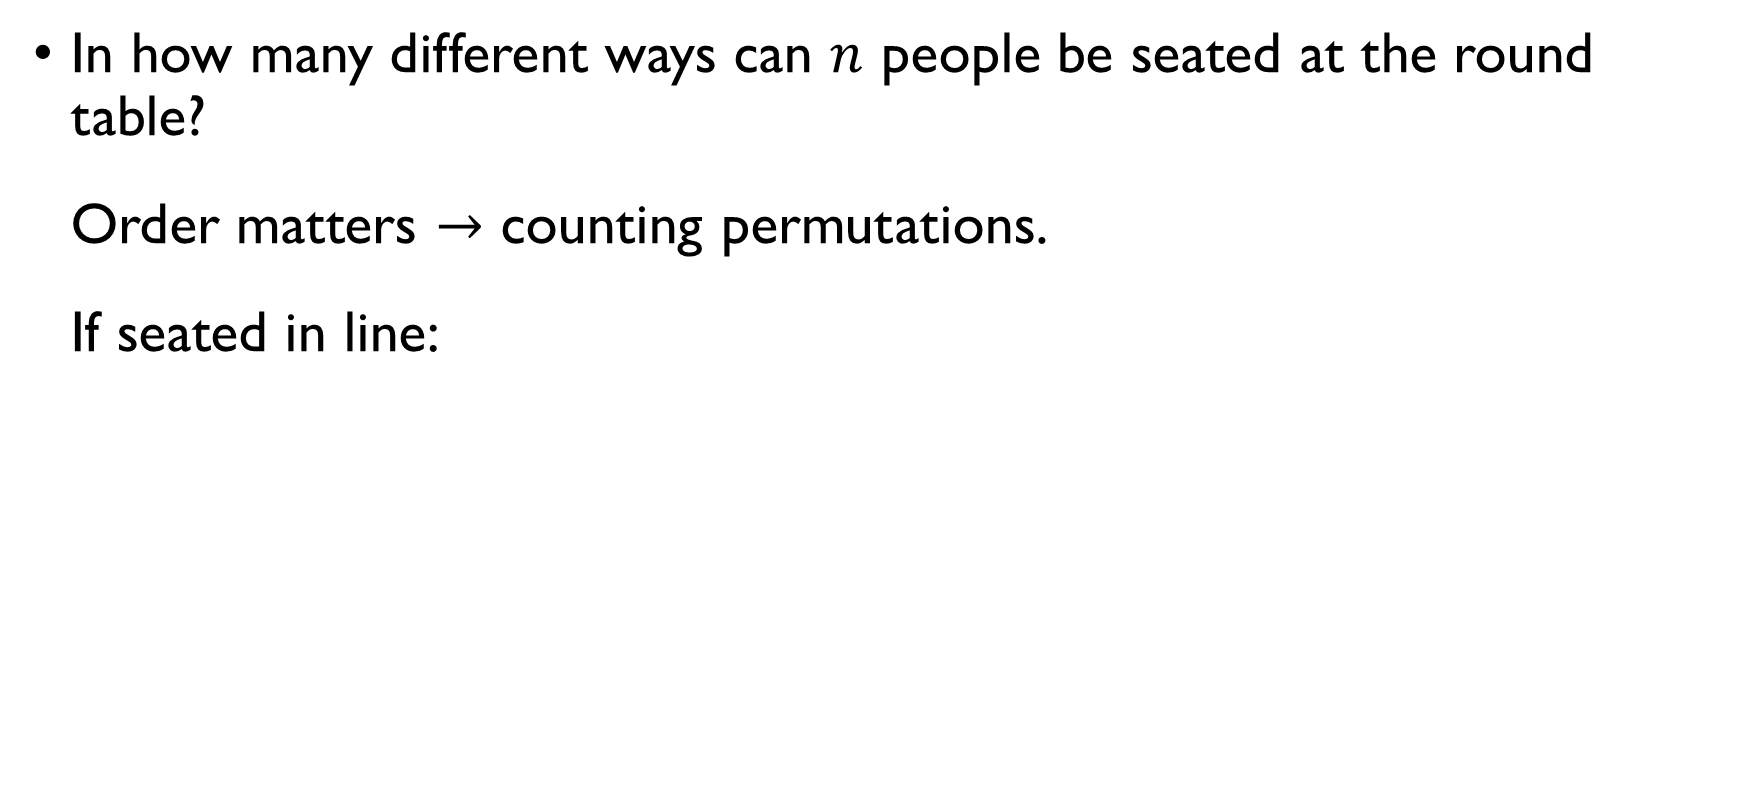 • In how many different ways can 𝑛 people be seated at the round
table?
Order matters → counting permutations.
If seated in line: